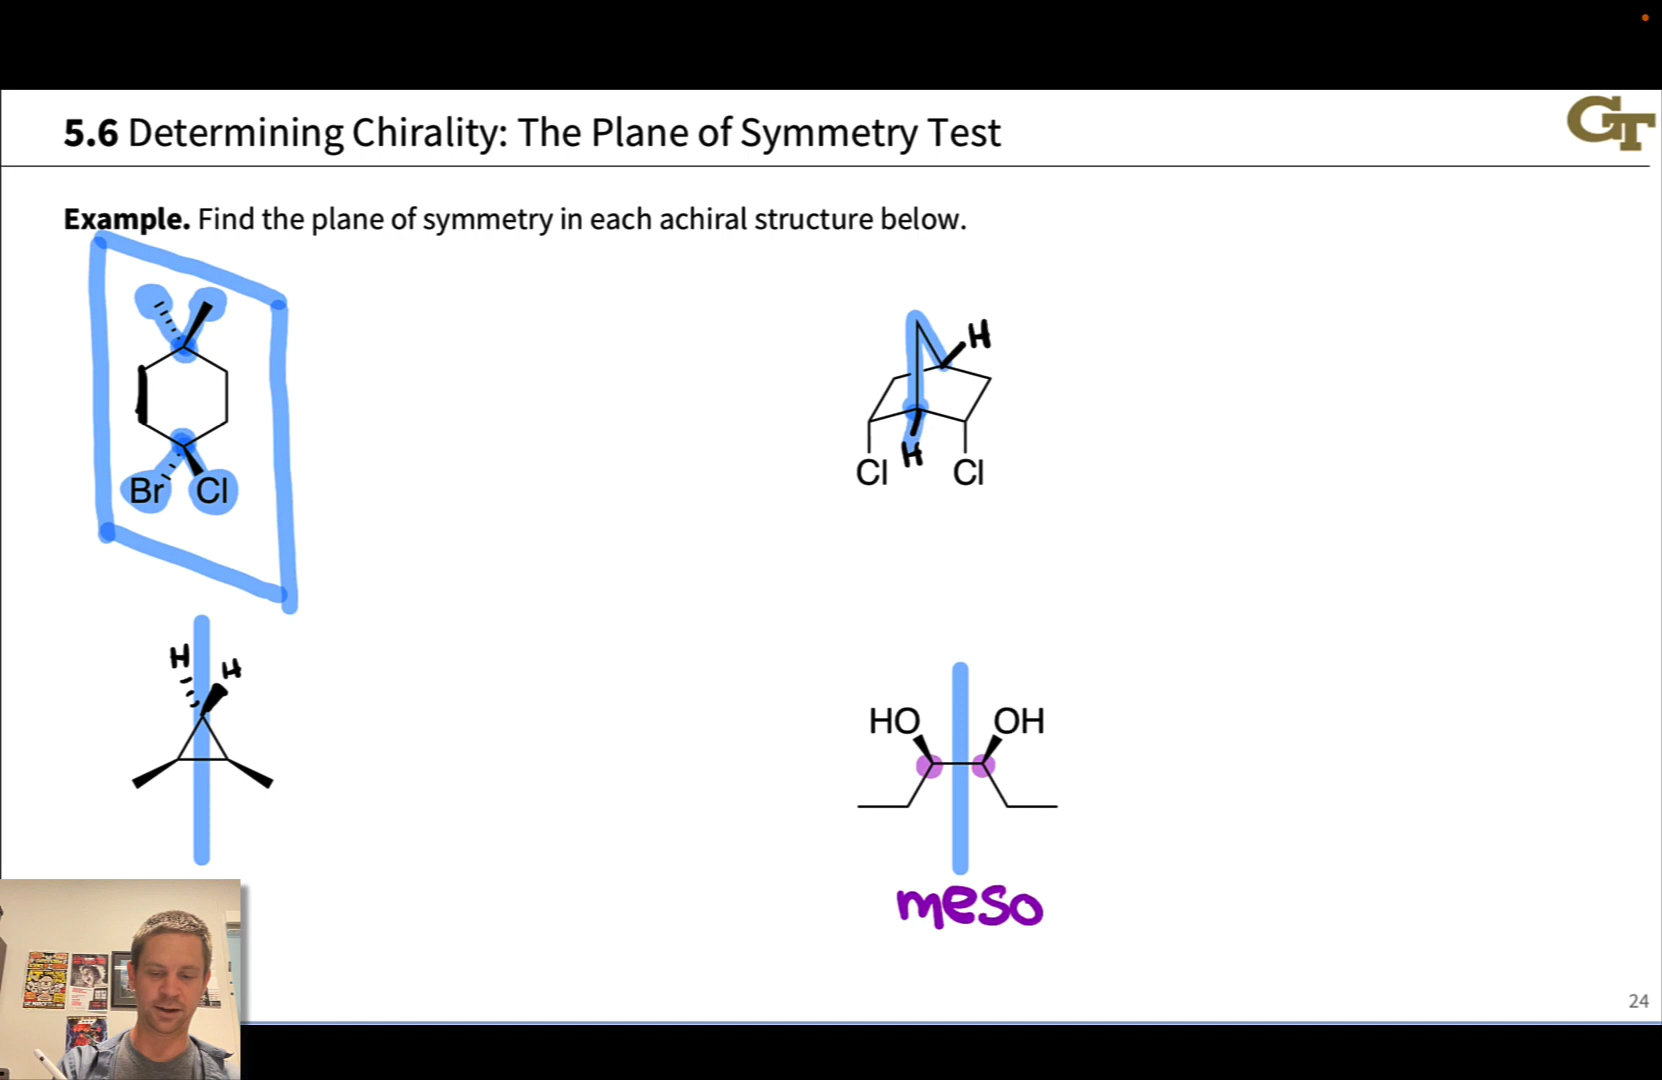 5.6 Determining Chirality: The Plane of Symmetry Test
GT
Example. Find the plane of symmetry in each achiral structure below.
H
Br Cl
H
Cl Cl
H H
HO OH
meso
24